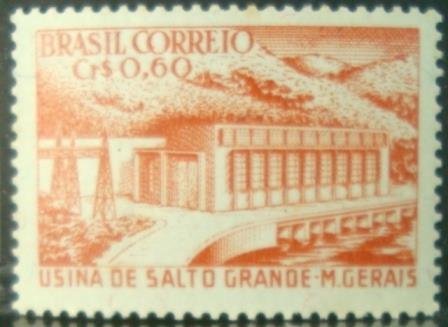 BRASIL CORREIO
Cr$ 0,60
USINA DE SALTO GRANDE-M.GERAIS